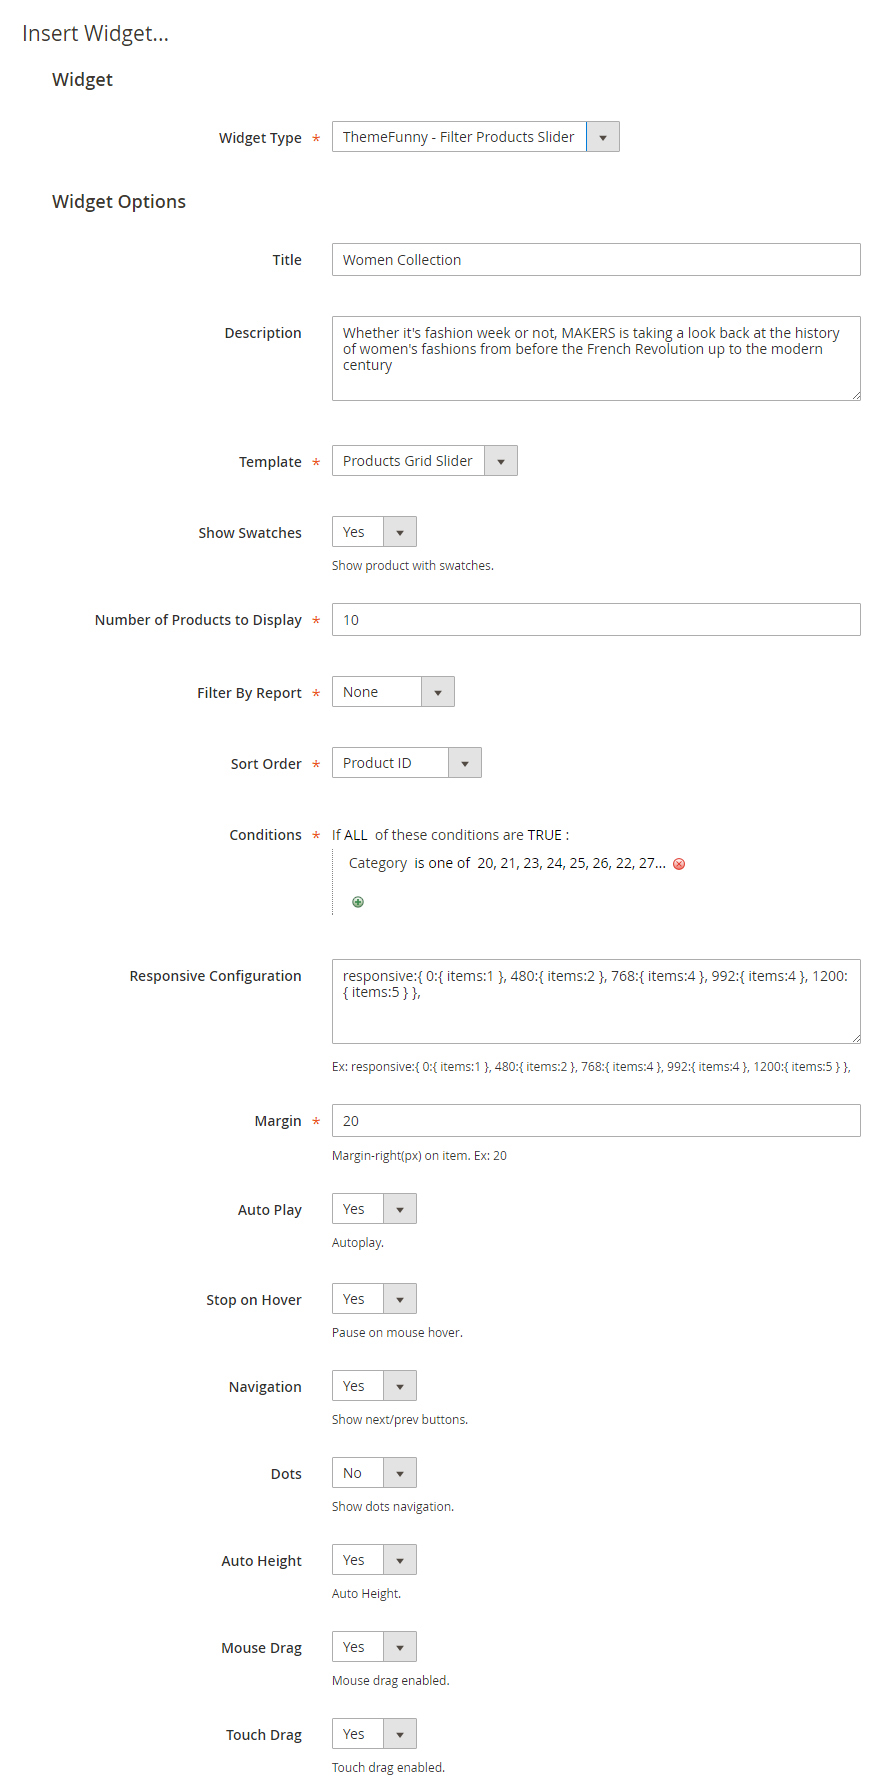 Insert Widget...
Widget
Widget Type * ThemeFunny - Filter Products Slider
Widget Options
Title Women Collection
Description Whether it's fashion week or not, MAKERS is taking a look back at the history
of women's fashions from before the French Revolution up to the modern
century
Template * Products Grid Slider
Show Swatches Yes
Show product with swatches.
Number of Products to Display * 10
Filter By Report * None
Sort Order * Product ID
Conditions * If ALL of these conditions are TRUE :
Category is one of 20, 21, 23, 24, 25, 26, 22, 27...
Responsive Configuration responsive:{ 0:{ items:1 }, 480:{ items:2 }, 768:{ items:4 }, 992:{ items:4 }, 1200:
{ items:5 } },
Ex: responsive:{ 0:{ items:1 }, 480:{ items:2 }, 768:{ items:4 }, 992:{ items:4 }, 1200:{ items:5 } },
Margin * 20
Margin-right(px) on item. Ex: 20
Auto Play Yes
Autoplay.
Stop on Hover Yes
Pause on mouse hover.
Navigation Yes
Show next/prev buttons.
Dots No
Show dots navigation.
Auto Height Yes
Auto Height.
Mouse Drag Yes
Mouse drag enabled.
Touch Drag Yes
Touch drag enabled.